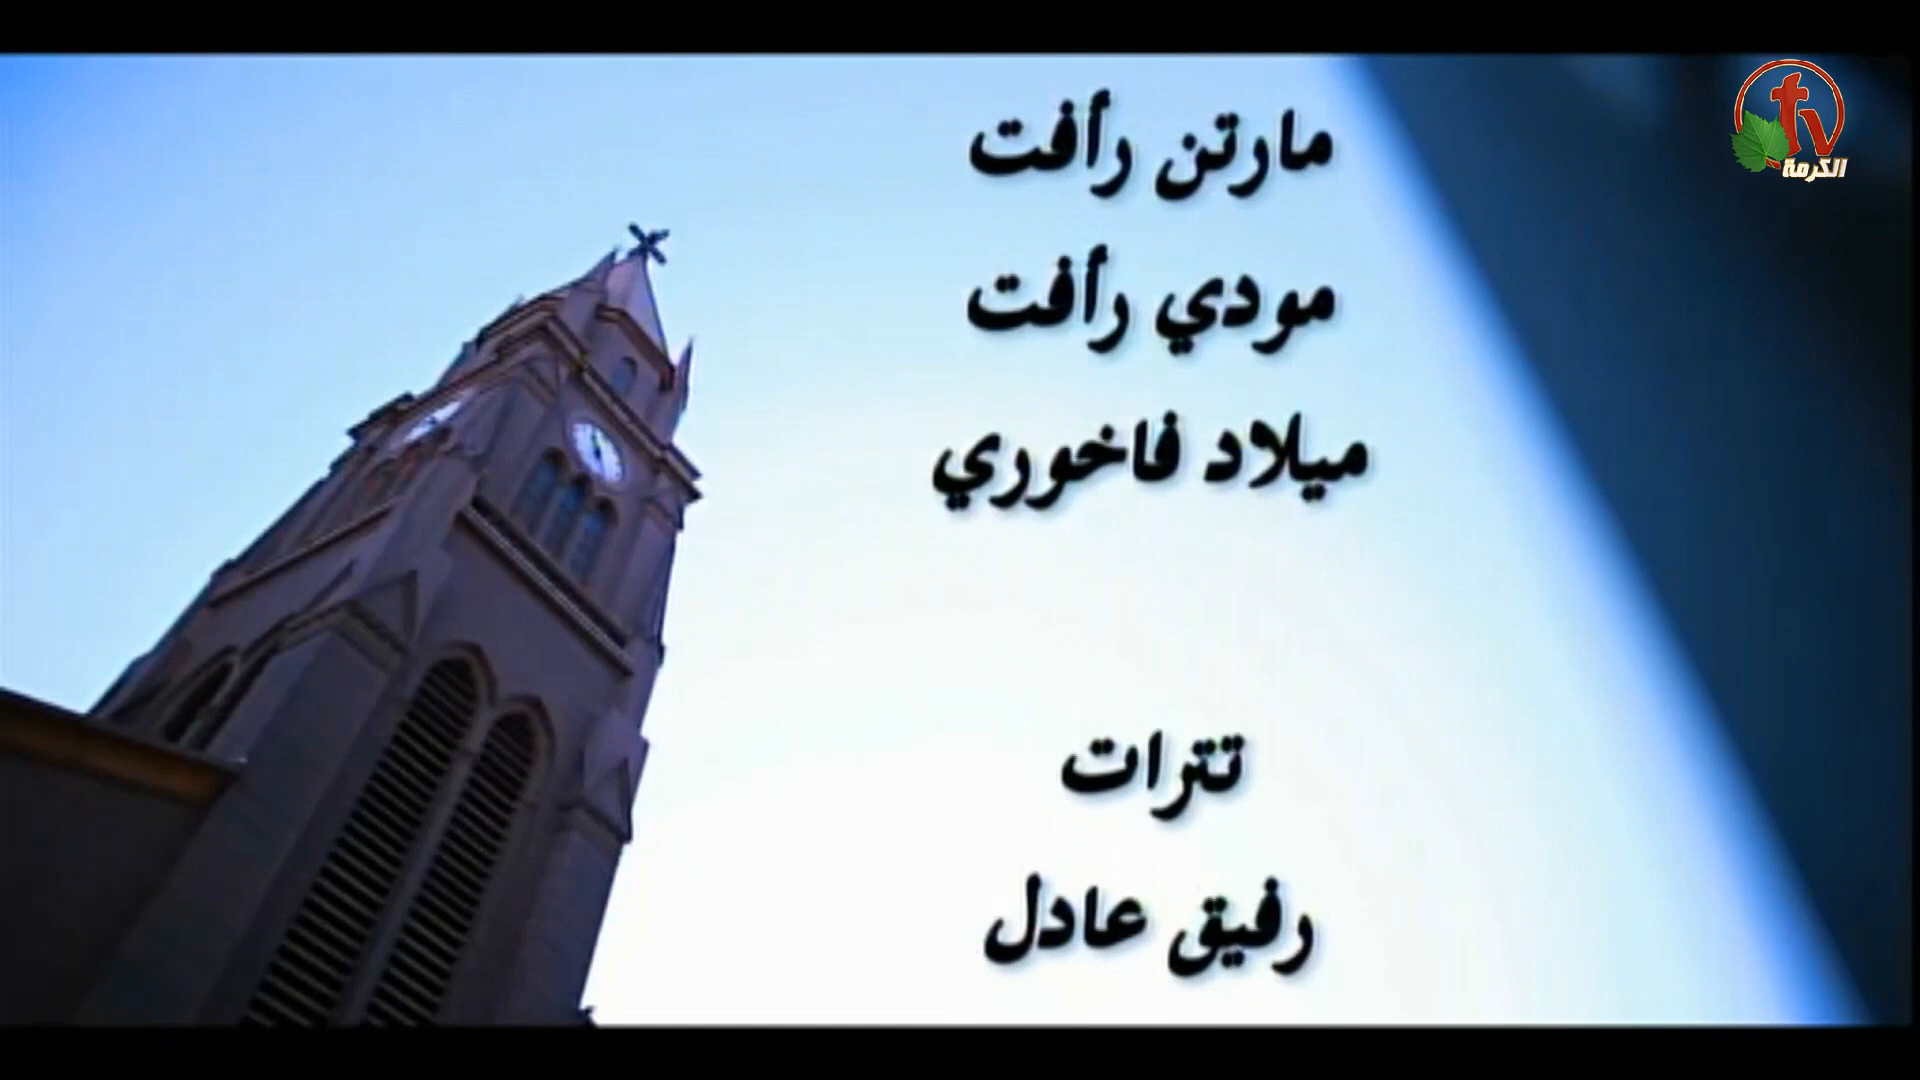 tv
الكرمة
مارتن رأفت
مودي رأفت
ميلاد فاخوري
تترات
رفيق عادل